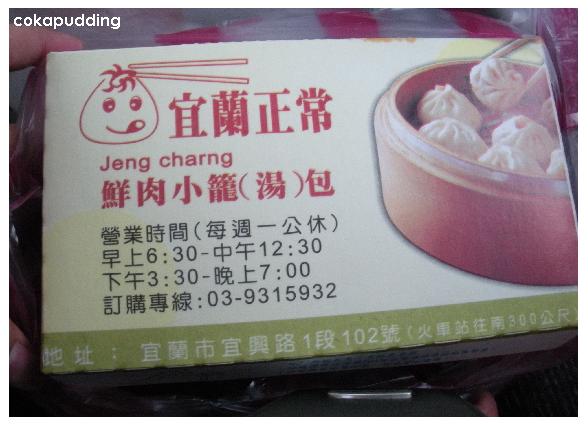 cokapudding
宜蘭正常
Jeng charng
鮮肉小籠(湯)包
營業時間(每週一公休)
早上6:30-中午12:30
下午3:30-晚上7:00
訂購專線:03-9315932
地址：宜蘭市宜興路1段102號(火車站往南300公尺)